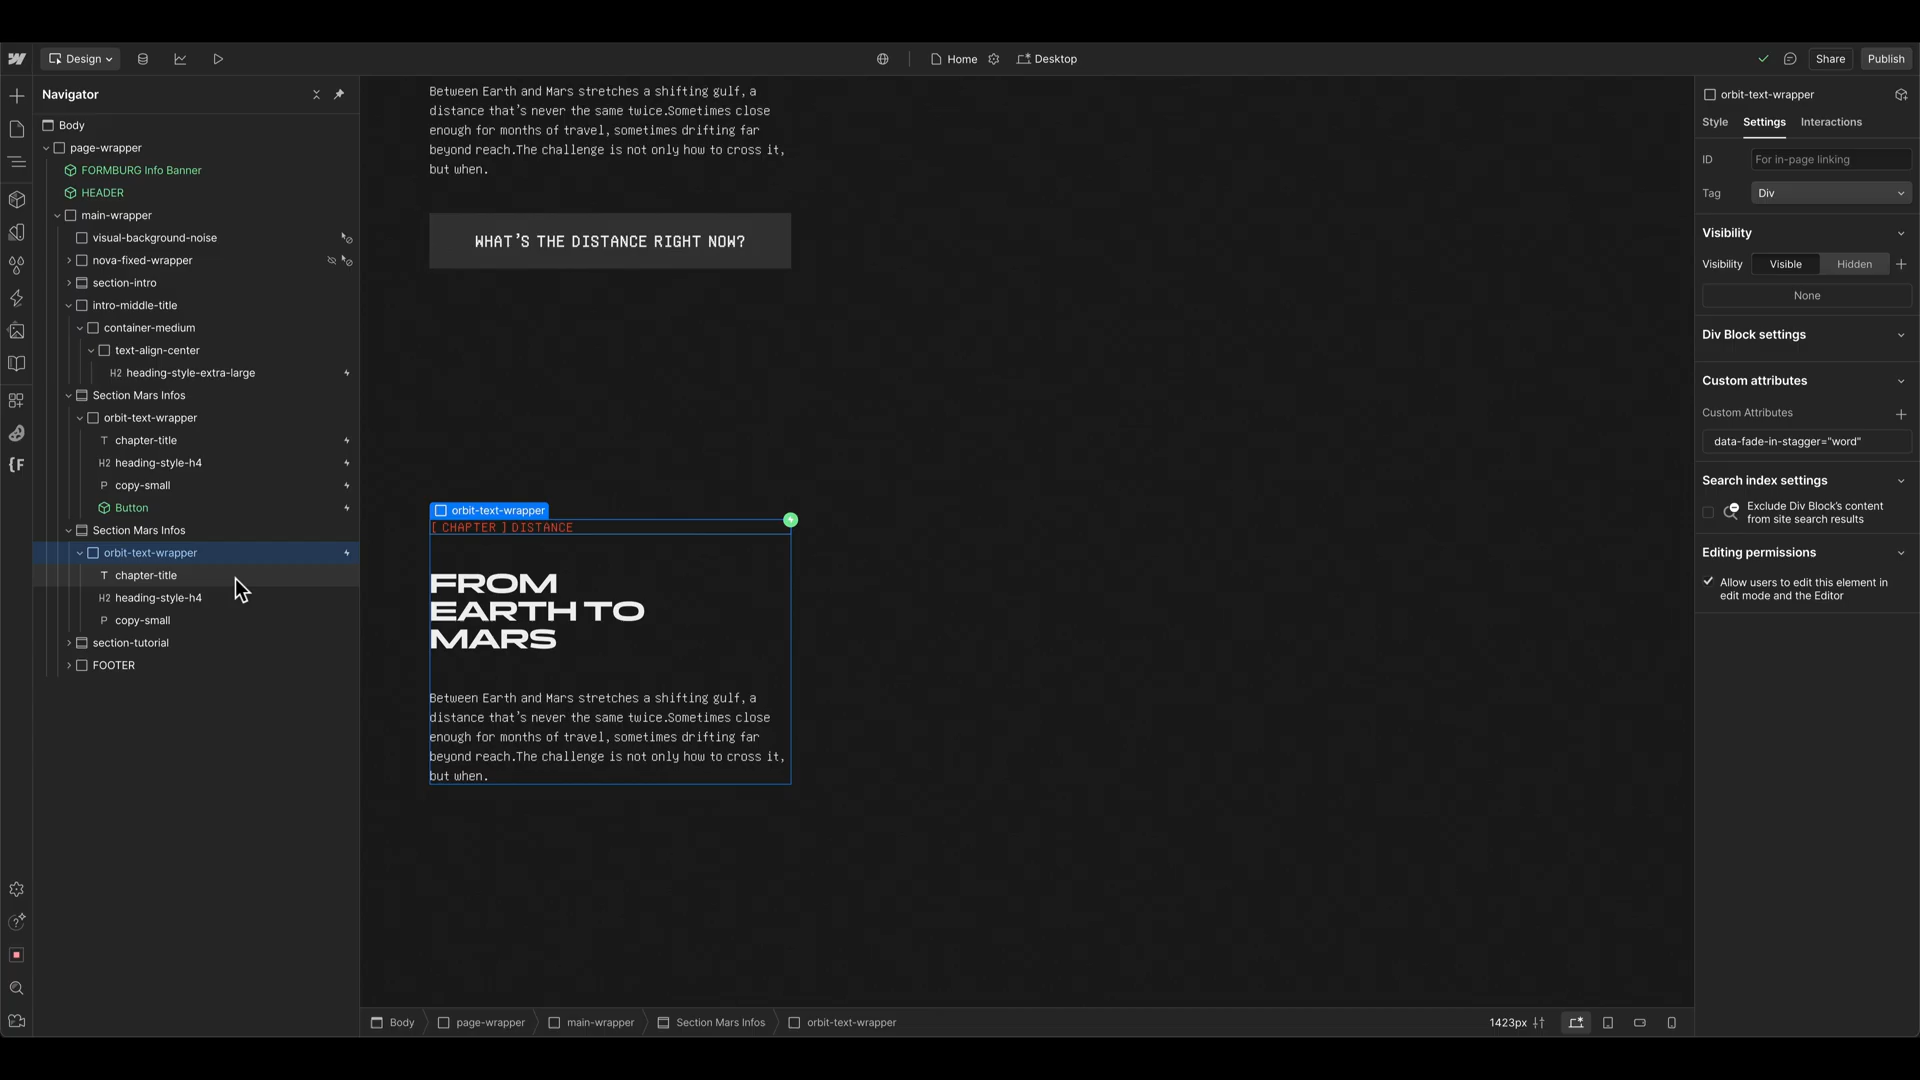 Design
Home
Desktop
Share
Publish
Navigator
Body
page-wrapper
FORMBURG Info Banner
HEADER
main-wrapper
visual-background-noise
nova-fixed-wrapper
section-intro
intro-middle-title
container-medium
text-align-center
H2 heading-style-extra-large
Section Mars Infos
orbit-text-wrapper
T chapter-title
H2 heading-style-h4
P copy-small
Button
Section Mars Infos
orbit-text-wrapper
T chapter-title
H2 heading-style-h4
P copy-small
section-tutorial
FOOTER
Between Earth and Mars stretches a shifting gulf, a
distance that's never the same twice.Sometimes close
enough for months of travel, sometimes drifting far
beyond reach.The challenge is not only how to cross it,
but when.
WHAT'S THE DISTANCE RIGHT NOW?
orbit-text-wrapper
[ CHAPTER ] DISTANCE
FROM
EARTH TO
MARS
Between Earth and Mars stretches a shifting gulf, a
distance that's never the same twice.Sometimes close
enough for months of travel, sometimes drifting far
beyond reach.The challenge is not only how to cross it,
but when.
Body
page-wrapper
main-wrapper
Section Mars Infos
orbit-text-wrapper
1423px
orbit-text-wrapper
Style Settings Interactions
ID For in-page linking
Tag Div
Visibility
Visibility Visible Hidden
None
Div Block settings
Custom attributes
Custom Attributes
data-fade-in-stagger="word"
Search index settings
Exclude Div Block's content
from site search results
Editing permissions
Allow users to edit this element in
edit mode and the Editor